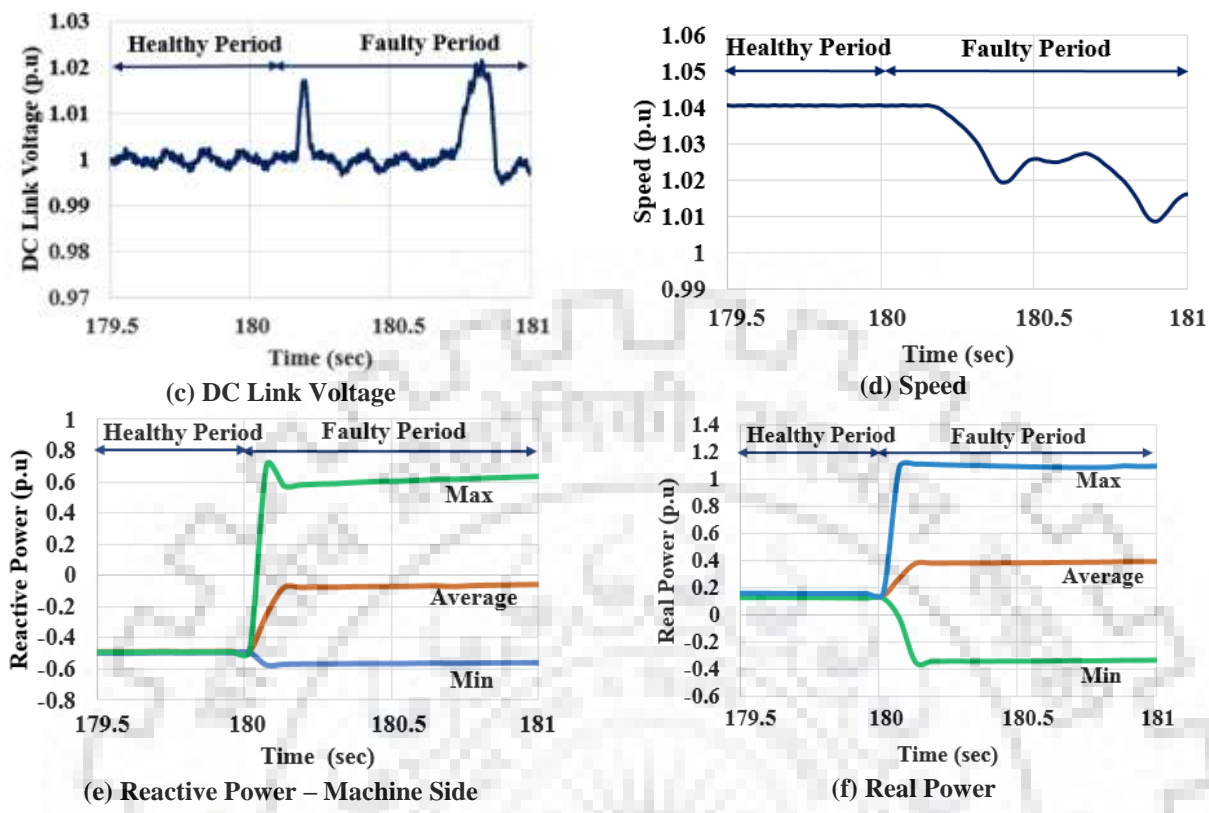 1.03
1.02
1.01
1
0.99
0.98
0.97
DC Link Voltage (p.u)
Healthy Period
Faulty Period
179.5 180 180.5 181
Time (sec)
(c) DC Link Voltage
1.06
1.05
1.04
1.03
1.02
1.01
1
0.99
Speed (p.u)
Healthy Period
Faulty Period
179.5 180 180.5 181
Time (sec)
(d) Speed
1
0.8
0.6
0.4
0.2
0
-0.2
-0.4
-0.6
-0.8
Reactive Power (p.u)
Healthy Period
Faulty Period
Max
Average
Min
179.5 180 180.5 181
Time (sec)
(e) Reactive Power – Machine Side
1.4
1.2
1
0.8
0.6
0.4
0.2
0
-0.2
-0.4
-0.6
Real Power (p.u)
Healthy Period
Faulty Period
Max
Average
Min
179.5 180 180.5 181
Time (sec)
(f) Real Power